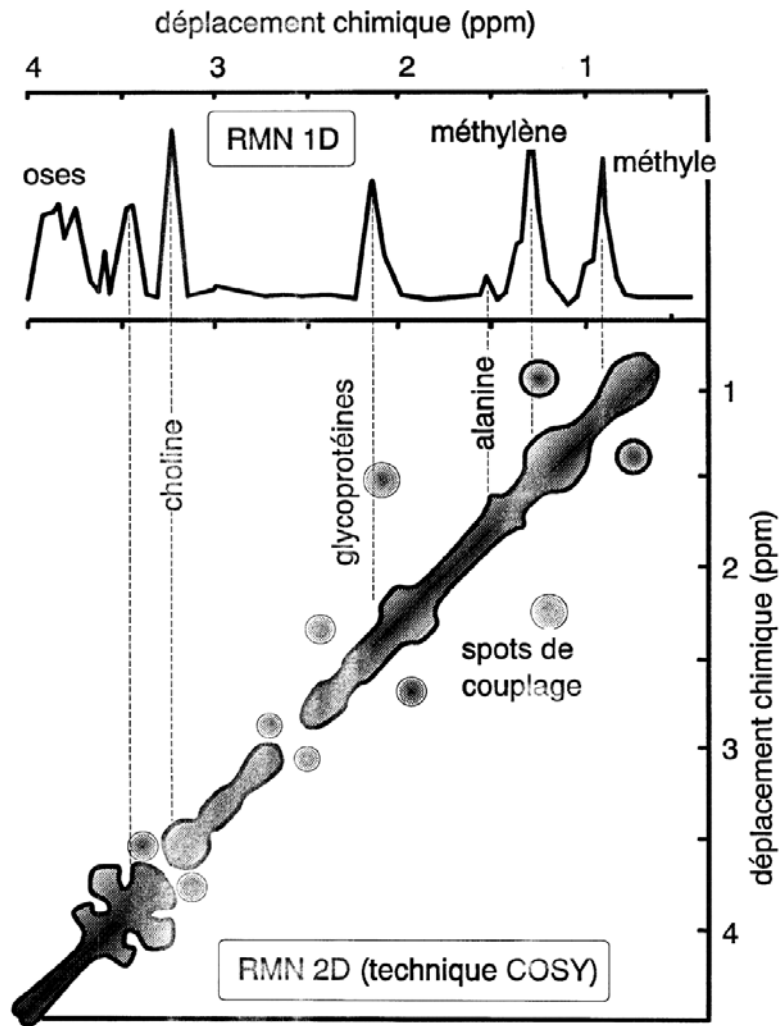 déplacement chimique (ppm)
4 3 2 1
RMN 1D
méthylène
oses
méthyle
choline
glycoprotéines
alanine
1
2
spots de
couplage
3
4
déplacement chimique (ppm)
RMN 2D (technique COSY)